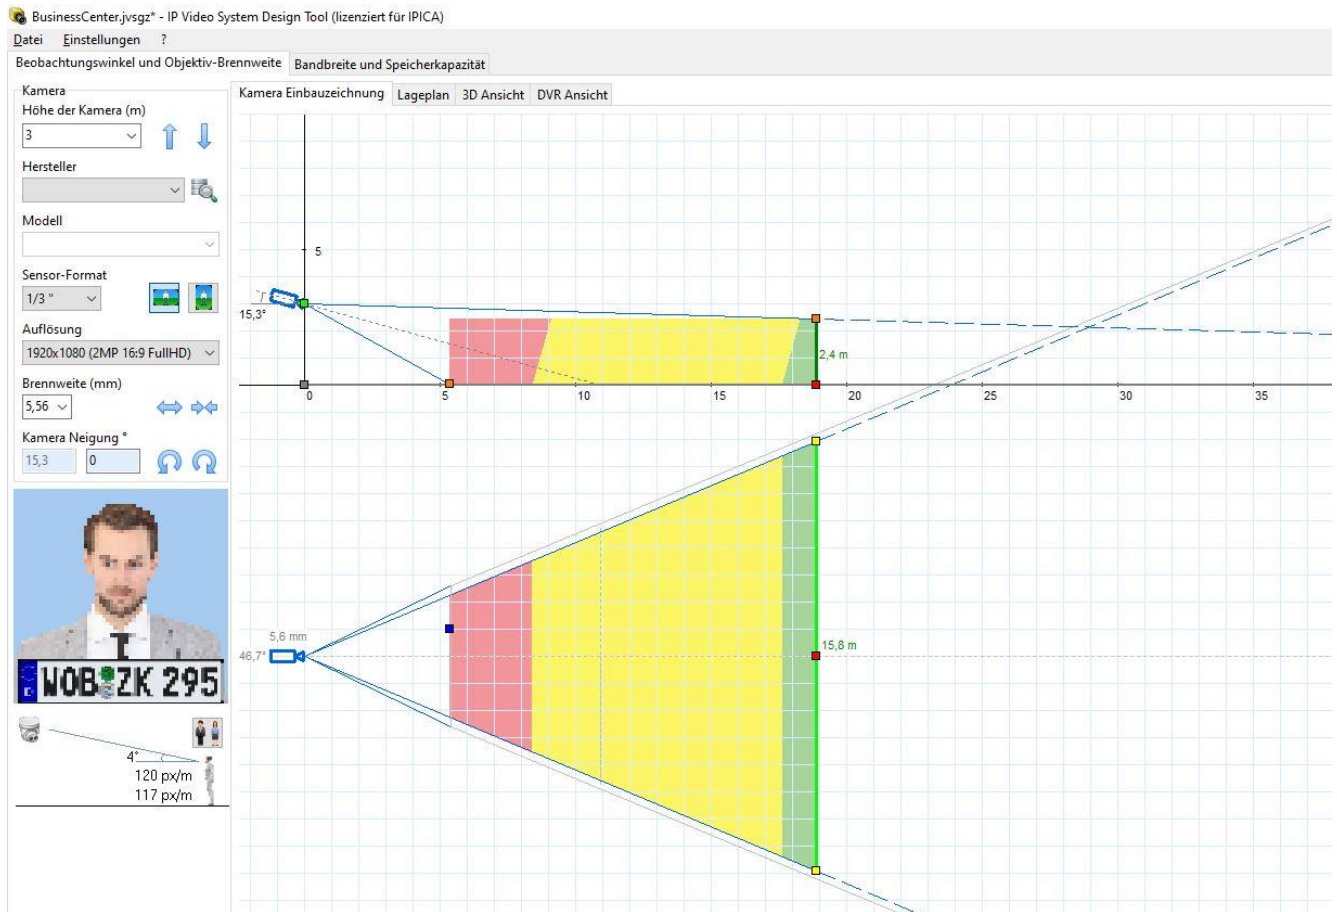 BusinessCenter.jvsgz* - IP Video System Design Tool (lizenziert für IPICA)
Datei Einstellungen ?
Beobachtungswinkel und Objektiv-Brennweite Bandbreite und Speicherkapazität
Kamera
Höhe der Kamera (m)
3
Hersteller
Modell
Sensor-Format
1/3 "
Auflösung
1920x1080 (2MP 16:9 FullHD)
Brennweite (mm)
5,56
Kamera Neigung °
15,3 0
WOB ZK 295
4°
120 px/m
117 px/m
Kamera Einbauzeichnung Lageplan 3D Ansicht DVR Ansicht
5
15,3°
2,4 m
0 5 10 15 20 25 30 35
5,6 mm
46,7°
15,8 m